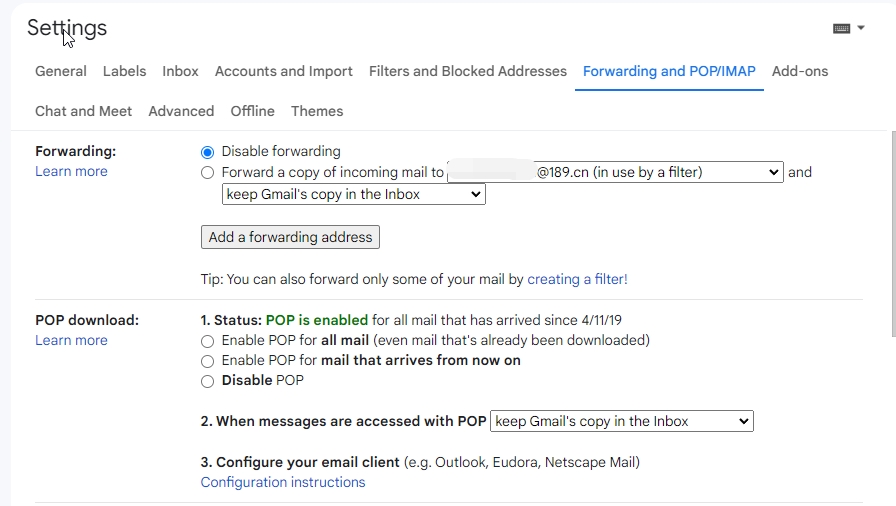 Settings
General Labels Inbox Accounts and Import Filters and Blocked Addresses Forwarding and POP/IMAP Add-ons
Chat and Meet Advanced Offline Themes
Forwarding: Disable forwarding
Learn more Forward a copy of incoming mail to @189.cn (in use by a filter) and
keep Gmail's copy in the Inbox
Add a forwarding address
Tip: You can also forward only some of your mail by creating a filter!
POP download: 1. Status: POP is enabled for all mail that has arrived since 4/11/19
Learn more Enable POP for all mail (even mail that's already been downloaded)
Enable POP for mail that arrives from now on
Disable POP
2. When messages are accessed with POP keep Gmail's copy in the Inbox
3. Configure your email client (e.g. Outlook, Eudora, Netscape Mail)
Configuration instructions